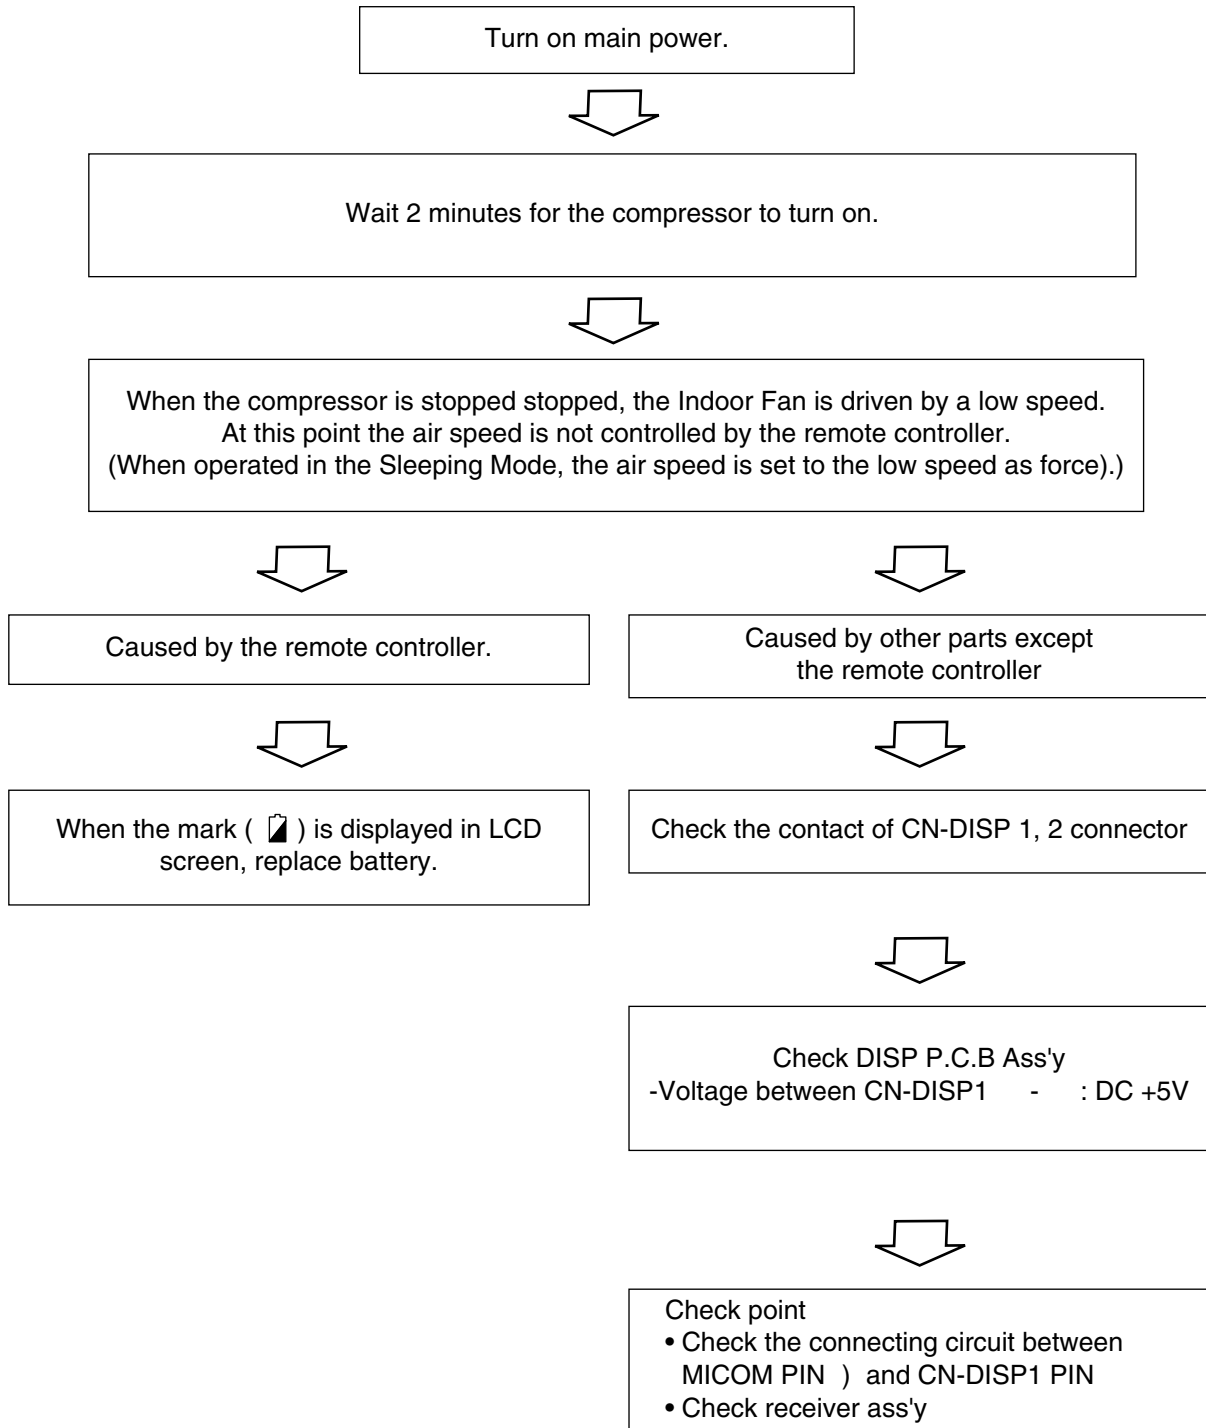 Turn on main power.
Wait 2 minutes for the compressor to turn on.
When the compressor is stopped stopped, the Indoor Fan is driven by a low speed.
At this point the air speed is not controlled by the remote controller.
(When operated in the Sleeping Mode, the air speed is set to the low speed as force).)
Caused by the remote controller.
When the mark ( ) is displayed in LCD
screen, replace battery.
Caused by other parts except
the remote controller
Check the contact of CN-DISP 1, 2 connector
Check DISP P.C.B Ass'y
-Voltage between CN-DISP1 - : DC +5V
Check point
• Check the connecting circuit between
MICOM PIN ) and CN-DISP1 PIN
• Check receiver ass'y